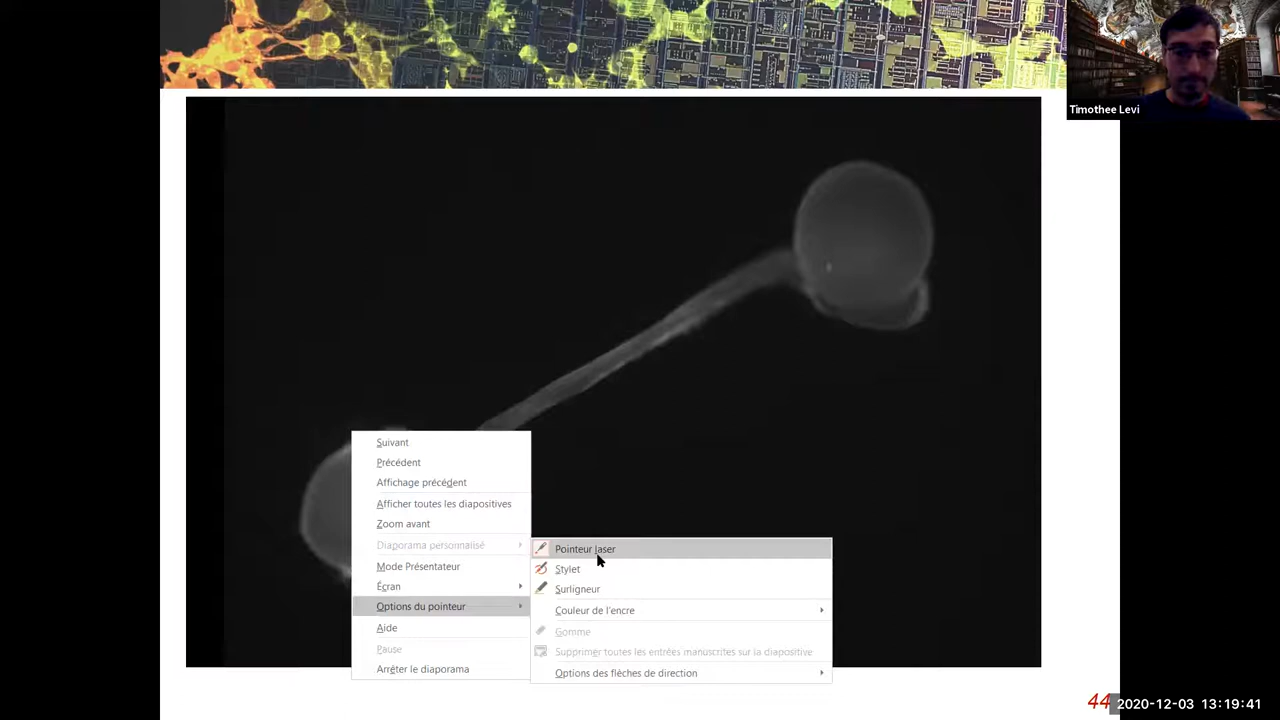 Timothee Levi
Suivant
Précédent
Affichage précédent
Afficher toutes les diapositives
Zoom avant
Diaporama personnalisé
Mode Présentateur
Écran
Options du pointeur
Aide
Pause
Arrêter le diaporama
Pointeur laser
Stylet
Surligneur
Couleur de l'encre
Gomme
Supprimer toutes les entrées manuscrites sur la diapositive
Options des flèches de direction
44
2020-12-03 13:19:41